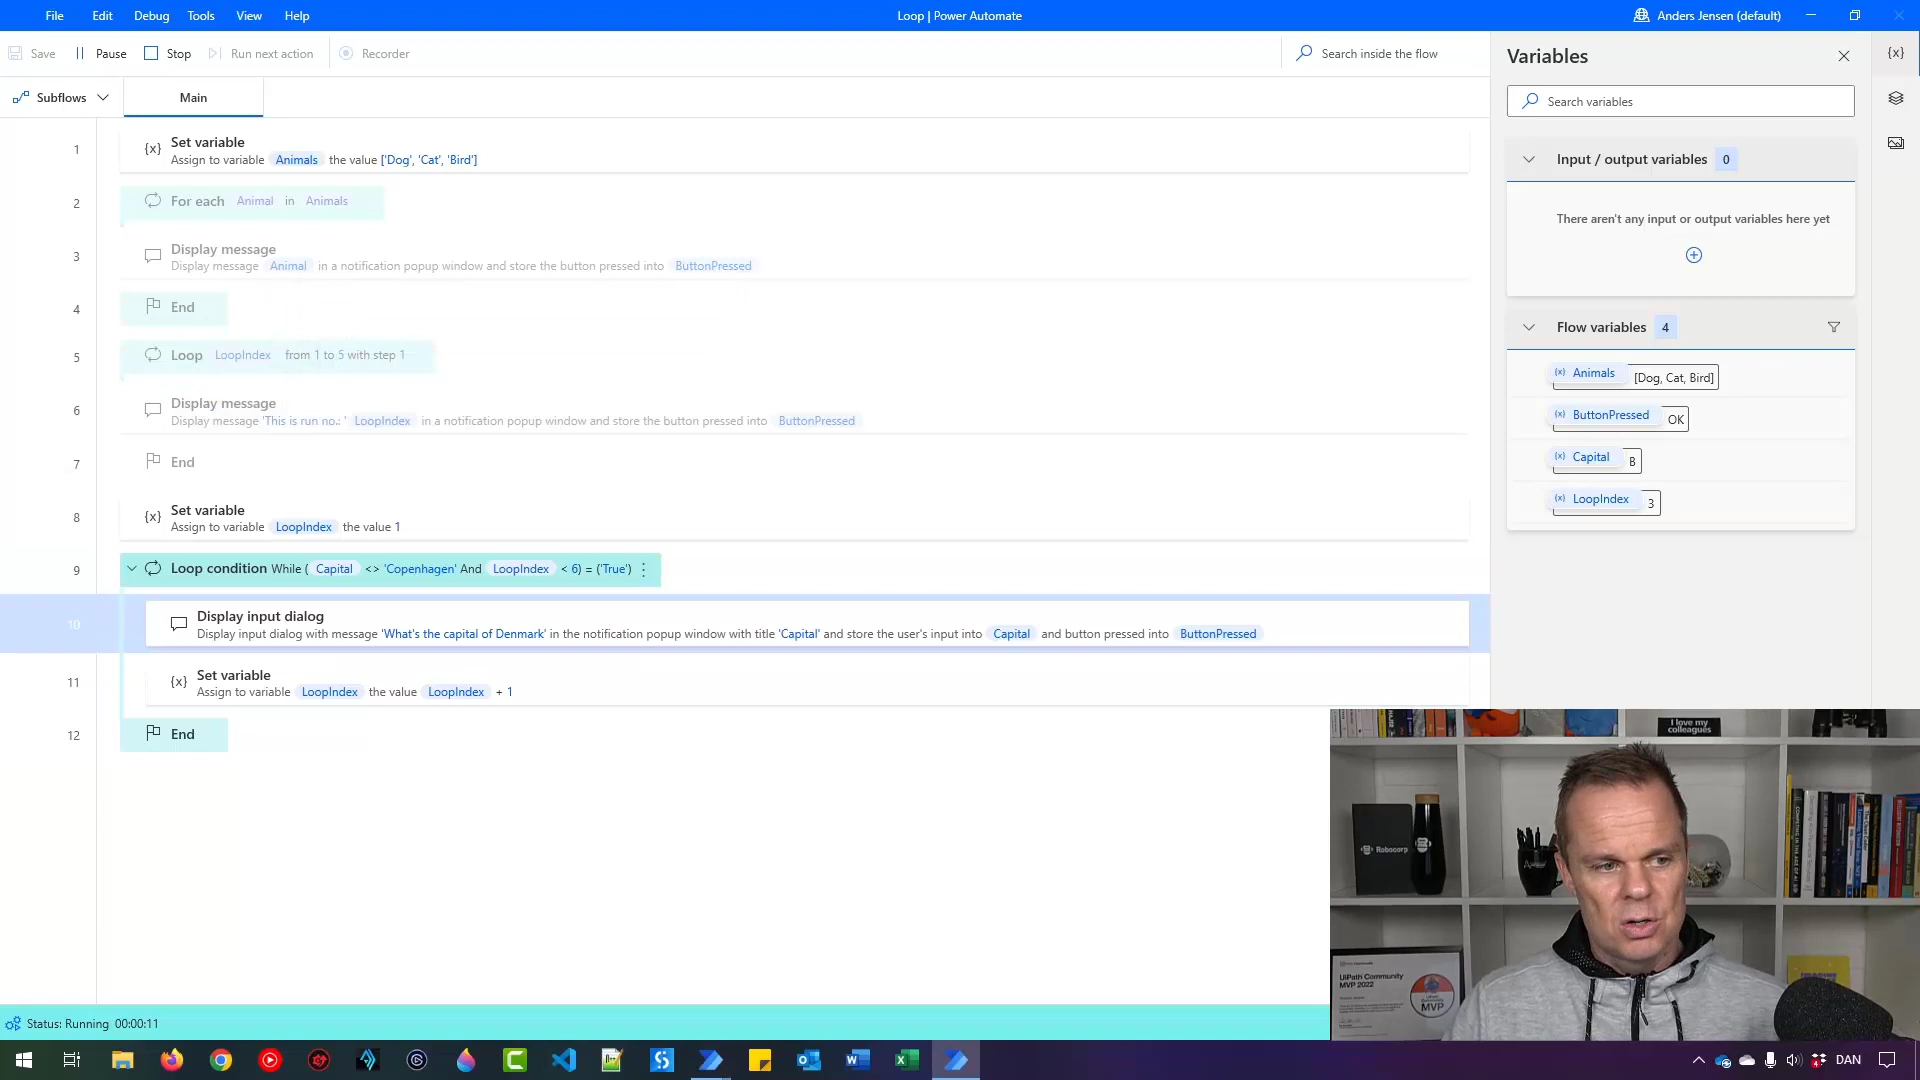 File Edit Debug Tools View Help
Loop | Power Automate
Anders Jensen (default)
Save Pause Stop Run next action Recorder
Search inside the flow
Subflows Main
1 Set variable
Assign to variable Animals the value ['Dog', 'Cat', 'Bird']
2 For each Animal in Animals
3 Display message
Display message Animal in a notification popup window and store the button pressed into ButtonPressed
4 End
5 Loop LoopIndex from 1 to 5 with step 1
6 Display message
Display message 'This is run no.: ' LoopIndex in a notification popup window and store the button pressed into ButtonPressed
7 End
8 Set variable
Assign to variable LoopIndex the value 1
9 Loop condition While ( Capital <> 'Copenhagen' And LoopIndex < 6) = ('True')
10 Display input dialog
Display input dialog with message 'What's the capital of Denmark' in the notification popup window with title 'Capital' and store the user's input into Capital and button pressed into ButtonPressed
11 Set variable
Assign to variable LoopIndex the value LoopIndex + 1
12 End
Variables
{x}
Search variables
Input / output variables 0
There aren't any input or output variables here yet
Flow variables 4
(x) Animals [Dog, Cat, Bird]
(x) ButtonPressed OK
(x) Capital B
(x) LoopIndex 3
I love my
colleagues
Robocorp
UiPath Community
MVP 2022
MVP
Status: Running 00:00:11
DAN